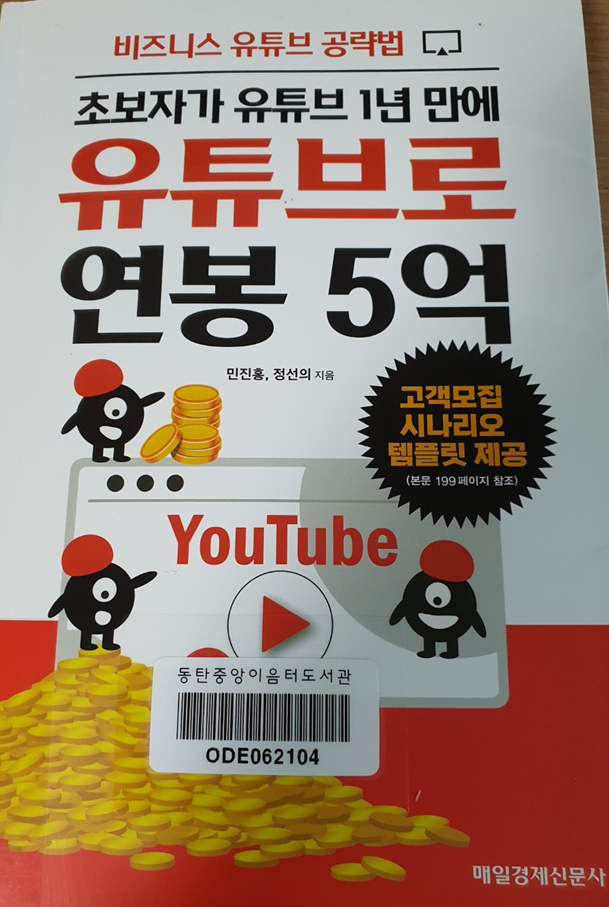 비즈니스 유튜브 공략법
초보자가 유튜브 1년 만에
유튜브로
연봉 5억
민진홍, 정선의 지음
고객모집
시나리오
템플릿 제공
(본문 199페이지 참조)
YouTube
동탄중앙이음터도서관
ODE062104
매일경제신문사